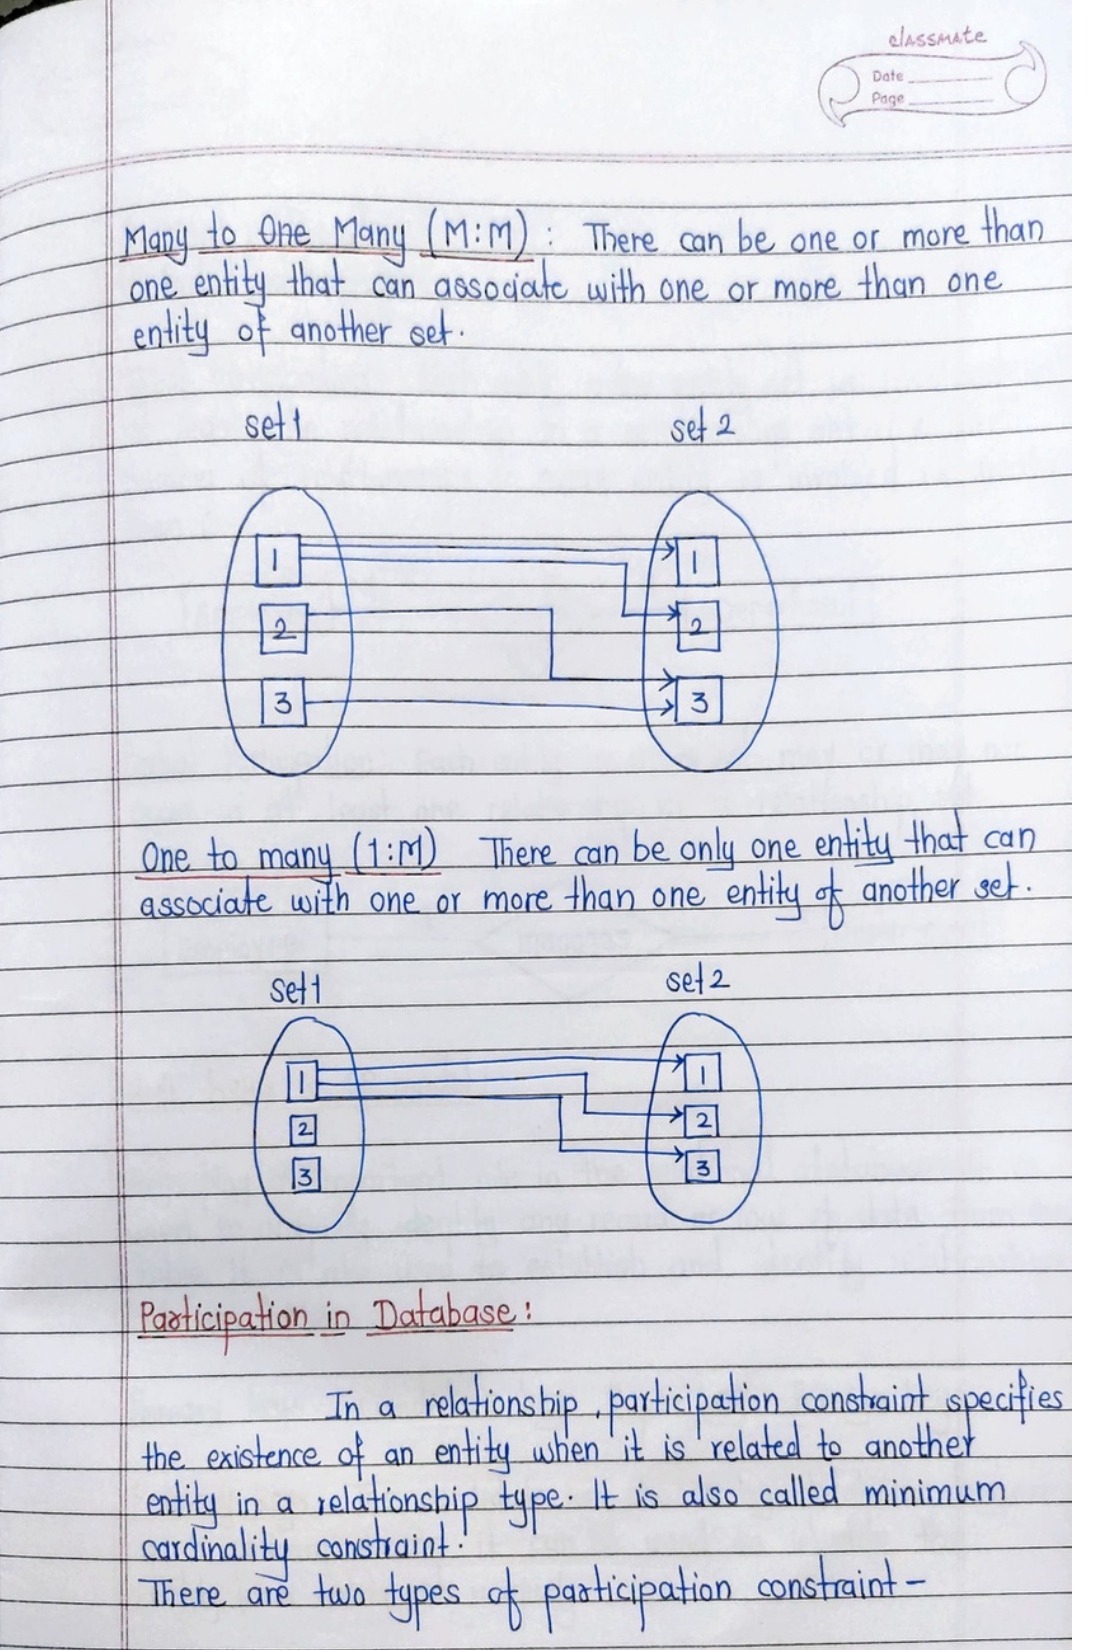 classmate
Date
Page
Many to One Many (M:M) : There can be one or more than
one entity that can associate with one or more than one
entity of another set.
set 1 set 2
1 1
2 2
3 3
One to many (1:M) There can be only one entity that can
associate with one or more than one entity of another set.
set 1 set 2
1 1
2 2
3 3
Participation in Database :
In a relationship, participation constraint specifies
the existence of an entity when it is related to another
entity in a relationship type. It is also called minimum
cardinality constraint.
There are two types of participation constraint -